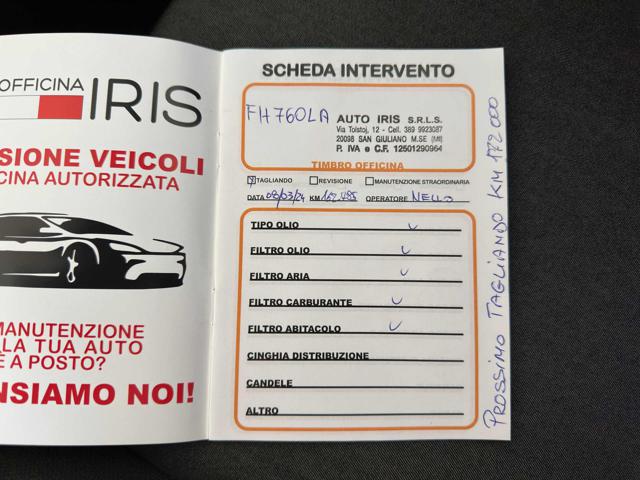 OFFICINA IRIS
SIONE VEICOLI
CINA AUTORIZZATA
MANUTENZIONE
LA TUA AUTO
È A POSTO?
NSIAMO NOI!
SCHEDA INTERVENTO
FH760LA
AUTO IRIS S.R.L.S.
Via Tolstoj, 12 - Cell. 389 9923087
20098 SAN GIULIANO M.SE (MI)
P. IVA e C.F. 12501290964
TIMBRO OFFICINA
TAGLIANDO REVISIONE MANUTENZIONE STRAORDINARIA
DATA 08/03/24 KM 162.485 OPERATORE NELLO
TIPO OLIO
FILTRO OLIO
FILTRO ARIA
FILTRO CARBURANTE
FILTRO ABITACOLO
CINGHIA DISTRIBUZIONE
CANDELE
ALTRO
PROSSIMO TAGLIANDO KM 172000